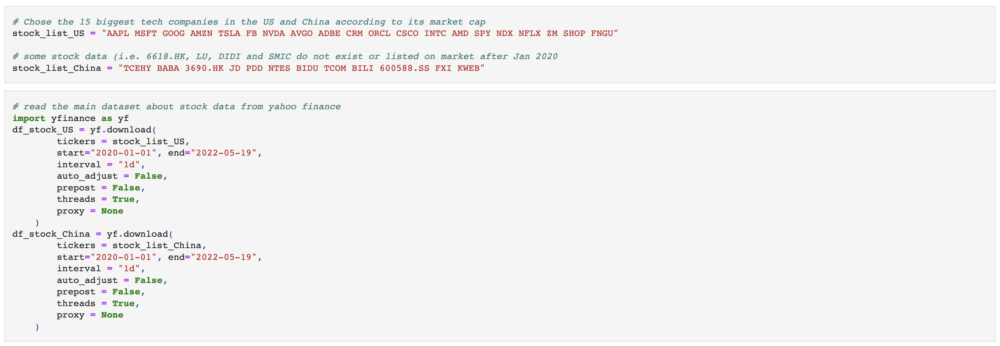 # Chose the 15 biggest tech companies in the US and China according to its market cap
stock_list_US = "AAPL MSFT GOOG AMZN TSLA FB NVDA AVGO ADBE CRM ORCL CSCO INTC AMD SPY NDX NFLX ZM SHOP FNGU"
# some stock data (i.e. 6618.HK, LU, DIDI and SMIC do not exist or listed on market after Jan 2020
stock_list_China = "TCEHY BABA 3690.HK JD PDD NTES BIDU TCOM BILI 600588.SS FXI KWEB"
# read the main dataset about stock data from yahoo finance
import yfinance as yf
df_stock_US = yf.download(
        tickers = stock_list_US,
        start="2020-01-01", end="2022-05-19",
        interval = "1d",
        auto_adjust = False,
        prepost = False,
        threads = True,
        proxy = None
    )
df_stock_China = yf.download(
        tickers = stock_list_China,
        start="2020-01-01", end="2022-05-19",
        interval = "1d",
        auto_adjust = False,
        prepost = False,
        threads = True,
        proxy = None
    )